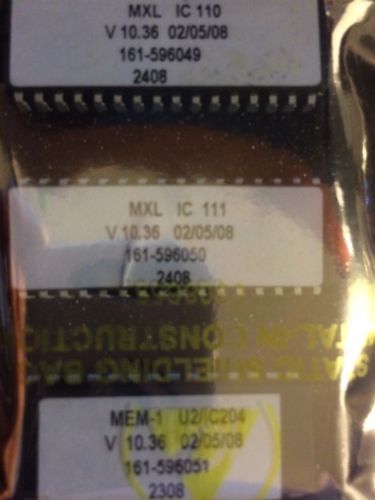 MXL IC 110
V 10.36 02/05/08
161-596049
2408
MXL IC 111
V 10.36 02/05/08
161-596050
2408
TAL-IN CONSTRUCTIO
STATIC SHIELDING BAG
MEM-1 U2/IC204
V 10.36 02/05/08
161-596051
2308